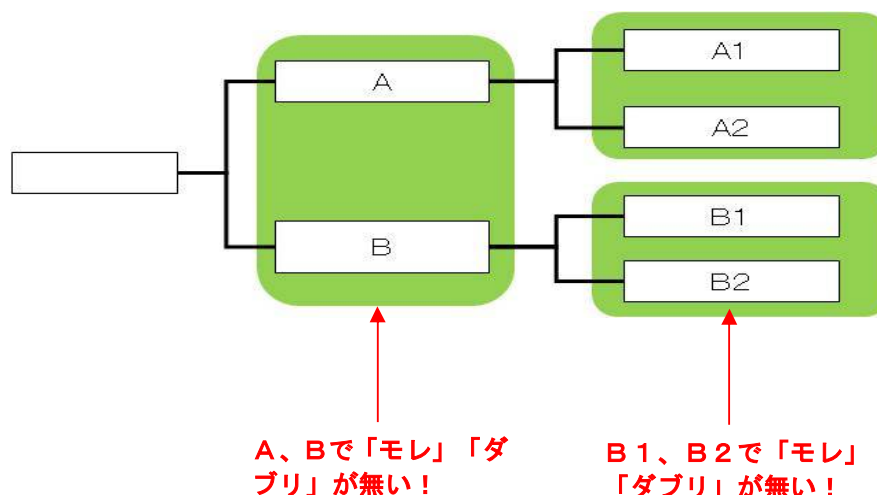 A
A1
A2
B
B1
B2
A、Bで「モレ」「ダ
ブリ」が無い！
B１、B２で「モレ」
「ダブリ」が無い！